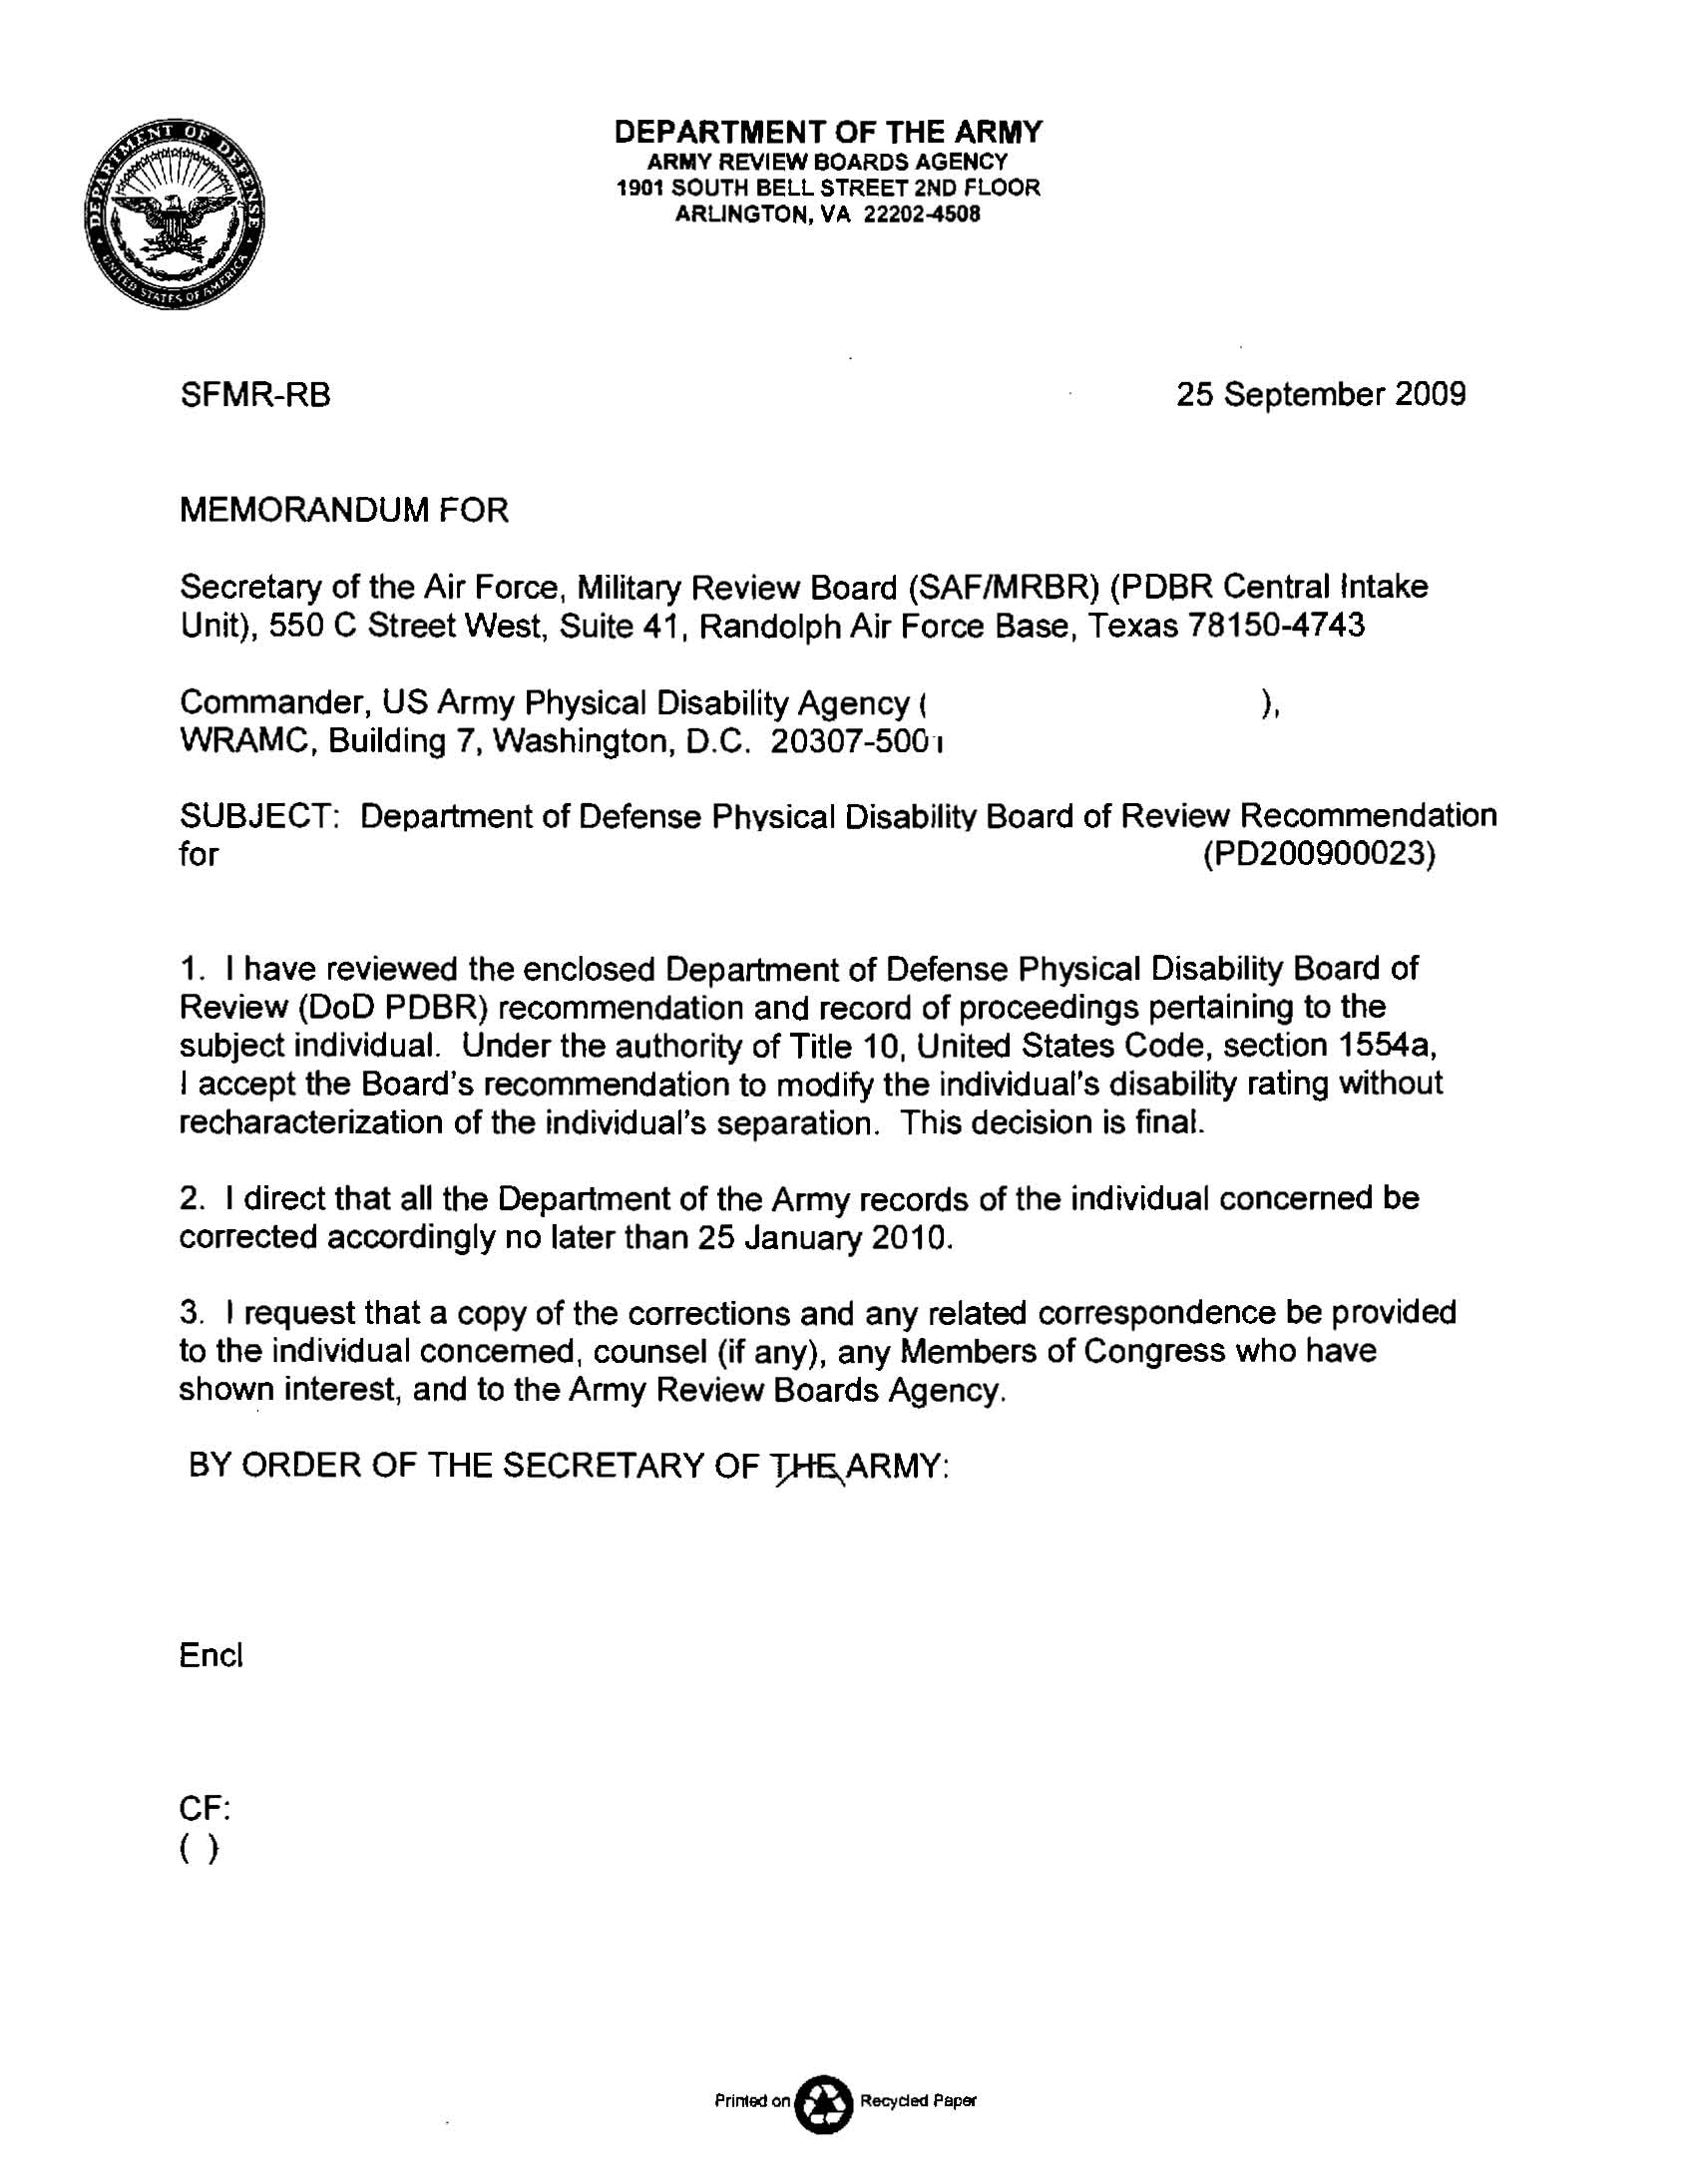 DEPARTMENT OF DEFENSE
UNITED STATES OF AMERICA
DEPARTMENT OF THE ARMY
ARMY REVIEW BOARDS AGENCY
1901 SOUTH BELL STREET 2ND FLOOR
ARLINGTON, VA 22202-4508
SFMR-RB 25 September 2009
MEMORANDUM FOR
Secretary of the Air Force, Military Review Board (SAF/MRBR) (PDBR Central Intake
Unit), 550 C Street West, Suite 41, Randolph Air Force Base, Texas 78150-4743
Commander, US Army Physical Disability Agency ( ),
WRAMC, Building 7, Washington, D.C. 20307-5001
SUBJECT: Department of Defense Physical Disability Board of Review Recommendation
for (PD200900023)
1. I have reviewed the enclosed Department of Defense Physical Disability Board of
Review (DoD PDBR) recommendation and record of proceedings pertaining to the
subject individual. Under the authority of Title 10, United States Code, section 1554a,
I accept the Board's recommendation to modify the individual's disability rating without
recharacterization of the individual's separation. This decision is final.
2. I direct that all the Department of the Army records of the individual concerned be
corrected accordingly no later than 25 January 2010.
3. I request that a copy of the corrections and any related correspondence be provided
to the individual concerned, counsel (if any), any Members of Congress who have
shown interest, and to the Army Review Boards Agency.
BY ORDER OF THE SECRETARY OF THE ARMY:
Encl
CF:
( )
Printed on Recycled Paper